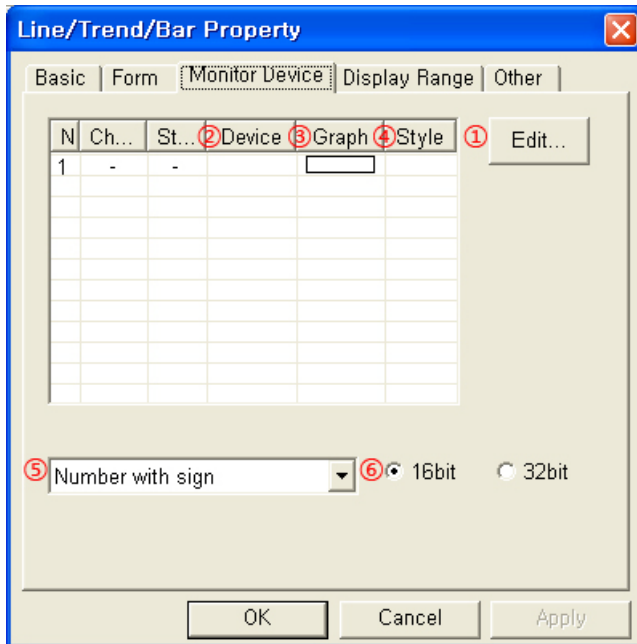 Line/Trend/Bar Property
Basic Form Monitor Device Display Range Other
N Ch... St... ②Device ③Graph ④Style ① Edit...
1 - -
⑤ Number with sign ⑥ 16bit 32bit
OK Cancel Apply